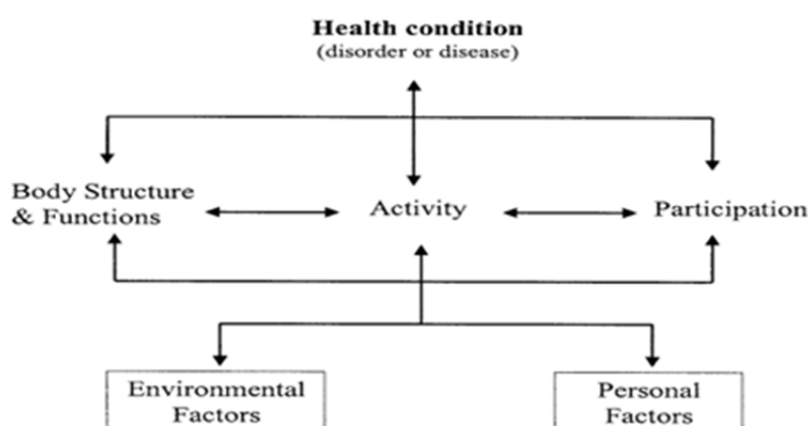 Health condition
(disorder or disease)
Body Structure
& Functions
Activity
Participation
Environmental
Factors
Personal
Factors